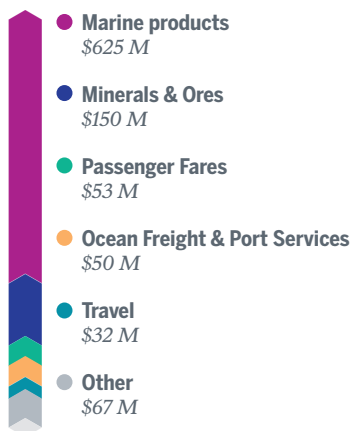 Marine products
$625 M
Minerals & Ores
$150 M
Passenger Fares
$53 M
Ocean Freight & Port Services
$50 M
Travel
$32 M
Other
$67 M